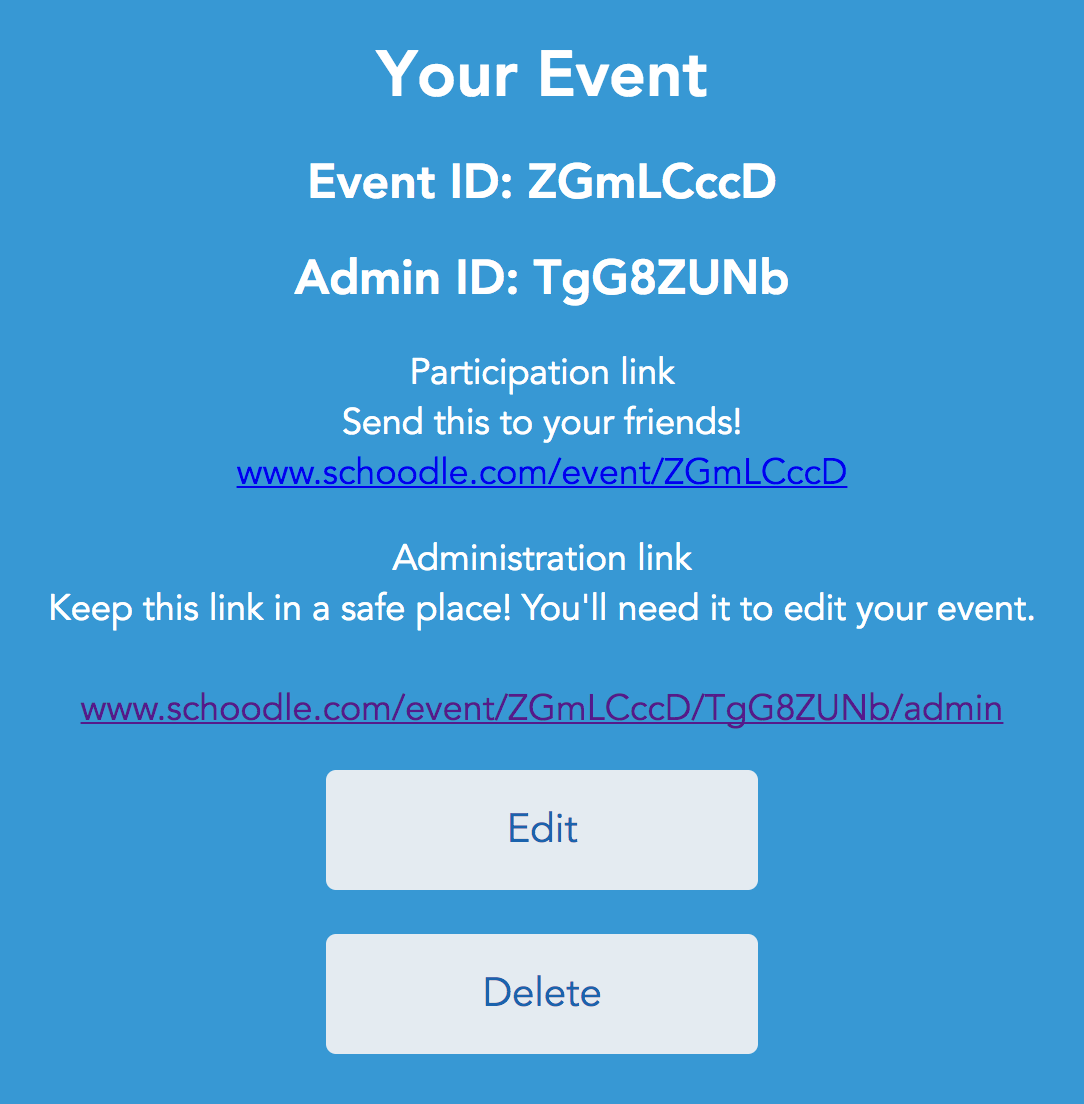 Your Event
Event ID: ZGmLCccD
Admin ID: TgG8ZUNb
Participation link
Send this to your friends!
www.schoodle.com/event/ZGmLCccD
Administration link
Keep this link in a safe place! You'll need it to edit your event.
www.schoodle.com/event/ZGmLCccD/TgG8ZUNb/admin
Edit
Delete